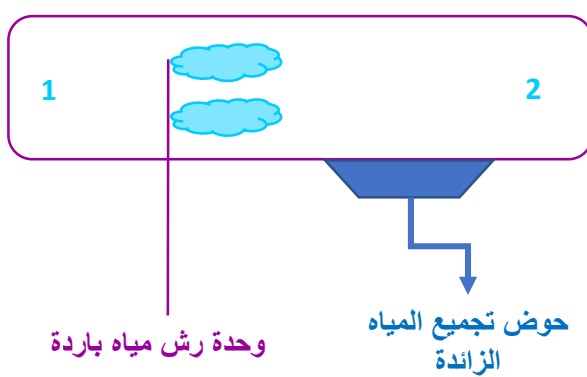 1
2
وحدة رش مياه باردة
حوض تجميع المياه
الزائدة